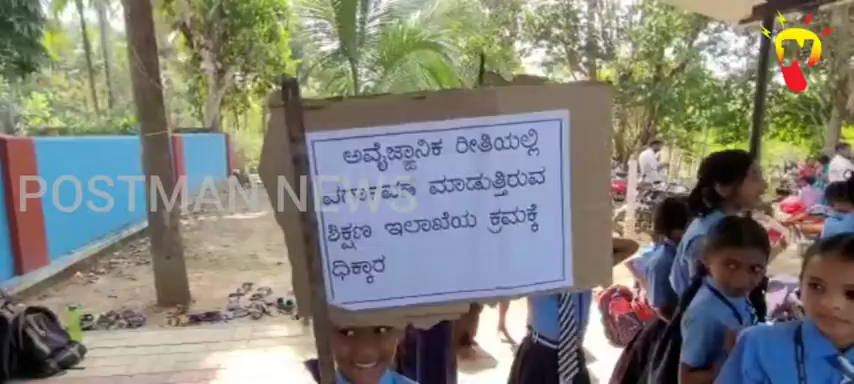 ಅವೈಜ್ಞಾನಿಕ ರೀತಿಯಲ್ಲಿ
POSTMAN NEWS
ಮಾಡುತ್ತಿರುವ
ಶಿಕ್ಷಣ ಇಲಾಖೆಯ ಕ್ರಮಕ್ಕೆ
ಧಿಕ್ಕಾರ